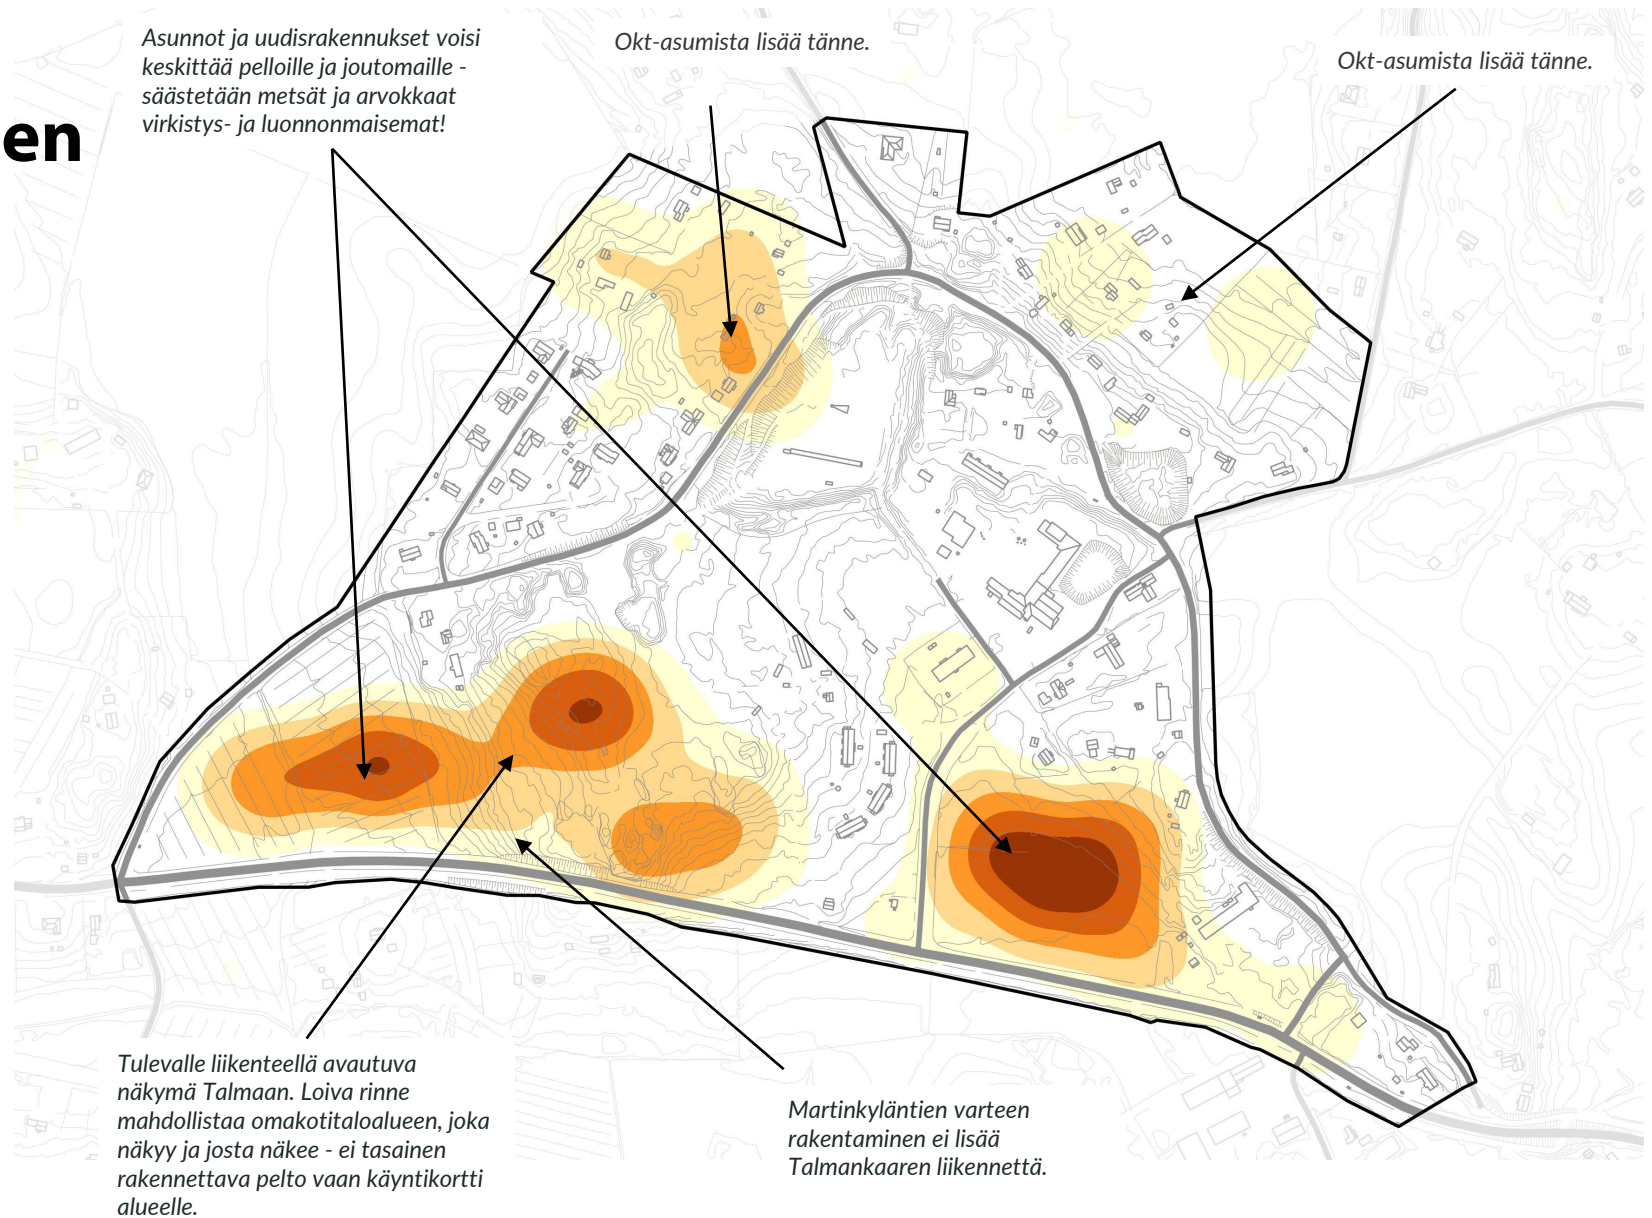 Asunnot ja uudisrakennukset voisi
keskittää pelloille ja joutomaille -
säästetään metsät ja arvokkaat
virkistys- ja luonnonmaisemat!
Okt-asumista lisää tänne.
Okt-asumista lisää tänne.
en
Tulevalle liikenteellä avautuva
näkymä Talmaan. Loiva rinne
mahdollistaa omakotitaloalueen, joka
näkyy ja josta näkee - ei tasainen
rakennettava pelto vaan käyntikortti
alueelle.
Martinkyläntien varteen
rakentaminen ei lisää
Talmankaaren liikennettä.